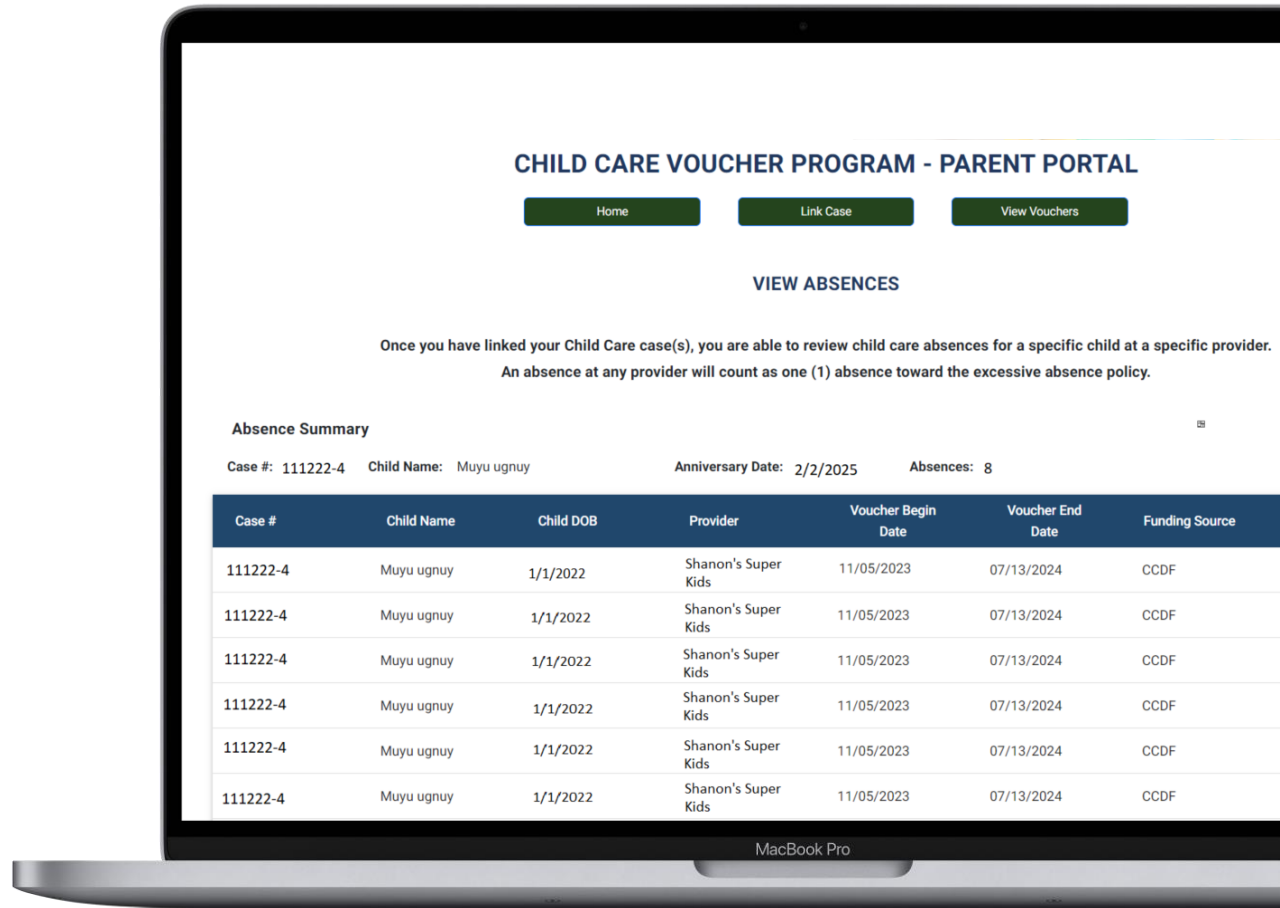 CHILD CARE VOUCHER PROGRAM - PARENT PORTAL
Home Link Case View Vouchers
VIEW ABSENCES
Once you have linked your Child Care case(s), you are able to review child care absences for a specific child at a specific provider.
An absence at any provider will count as one (1) absence toward the excessive absence policy.
Absence Summary
Case #: 111222-4 Child Name: Muyu ugnuy Anniversary Date: 2/2/2025 Absences: 8
Case # Child Name Child DOB Provider Voucher Begin Date Voucher End Date Funding Source
111222-4 Muyu ugnuy 1/1/2022 Shanon's Super Kids 11/05/2023 07/13/2024 CCDF
111222-4 Muyu ugnuy 1/1/2022 Shanon's Super Kids 11/05/2023 07/13/2024 CCDF
111222-4 Muyu ugnuy 1/1/2022 Shanon's Super Kids 11/05/2023 07/13/2024 CCDF
111222-4 Muyu ugnuy 1/1/2022 Shanon's Super Kids 11/05/2023 07/13/2024 CCDF
111222-4 Muyu ugnuy 1/1/2022 Shanon's Super Kids 11/05/2023 07/13/2024 CCDF
111222-4 Muyu ugnuy 1/1/2022 Shanon's Super Kids 11/05/2023 07/13/2024 CCDF
MacBook Pro